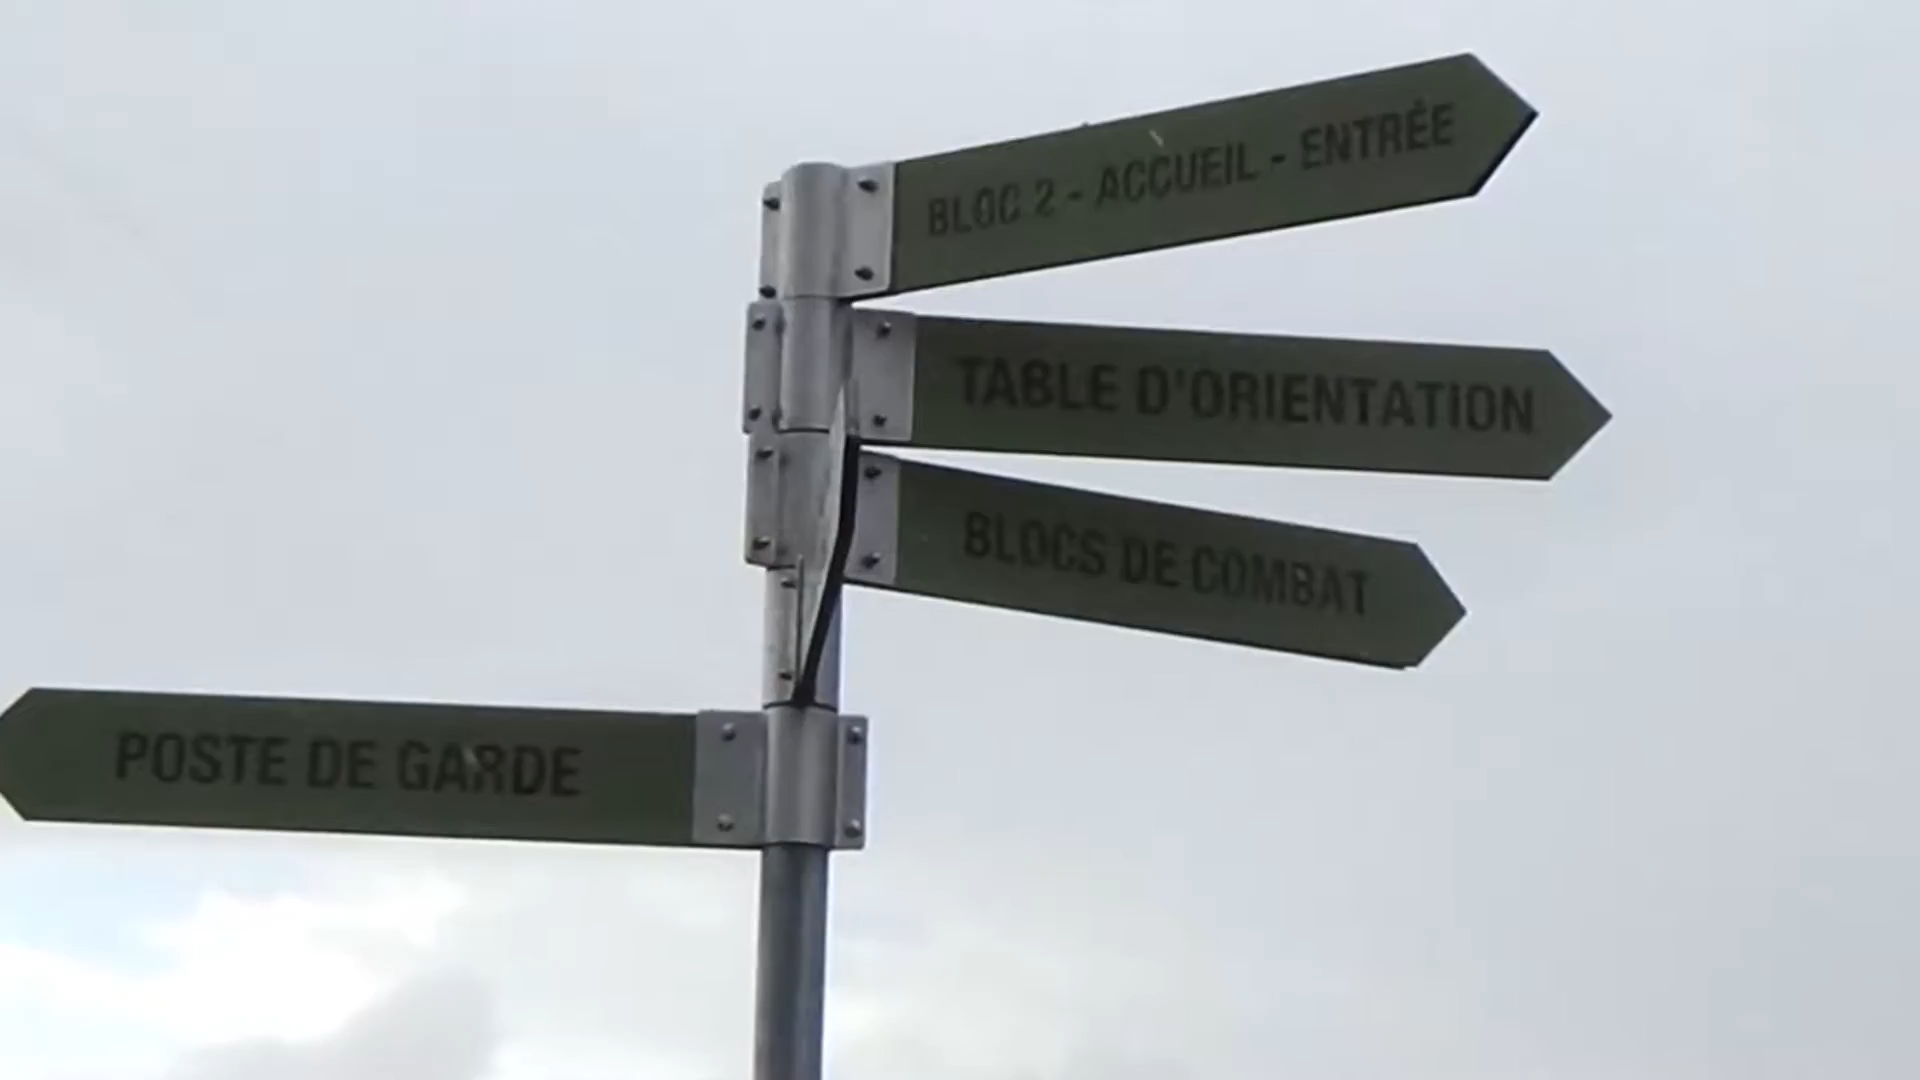 BLOC 2 - ACCUEIL - ENTRÉE
TABLE D'ORIENTATION
BLOCS DE COMBAT
POSTE DE GARDE